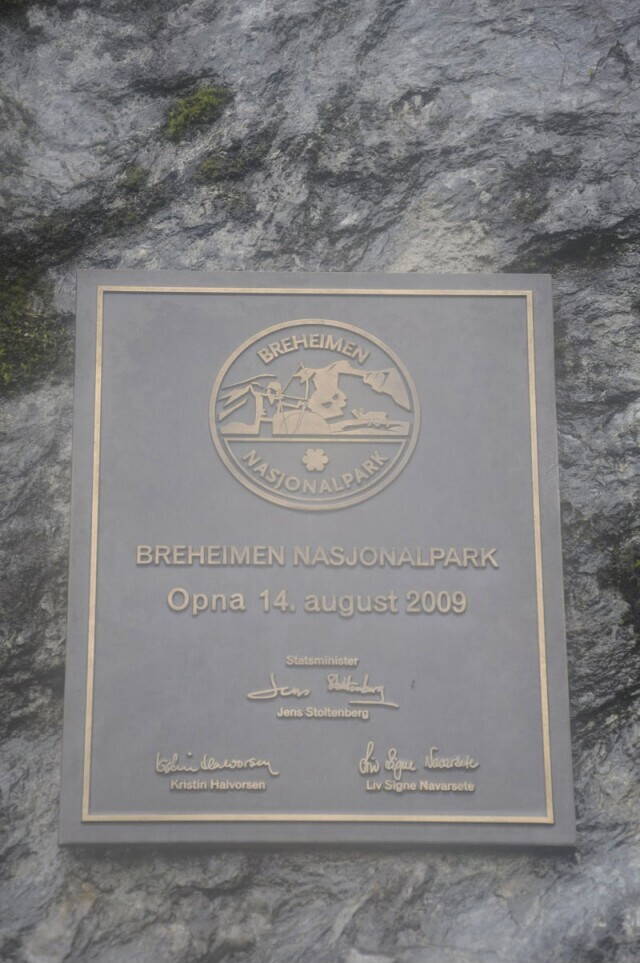 BREHEIMEN
NASJONALPARK
BREHEIMEN NASJONALPARK
Opna 14. august 2009
Statsminister
Jens Stoltenberg
Jens Stoltenberg
Kristin Halvorsen
Liv Signe Navarsete
Kristin Halvorsen
Liv Signe Navarsete